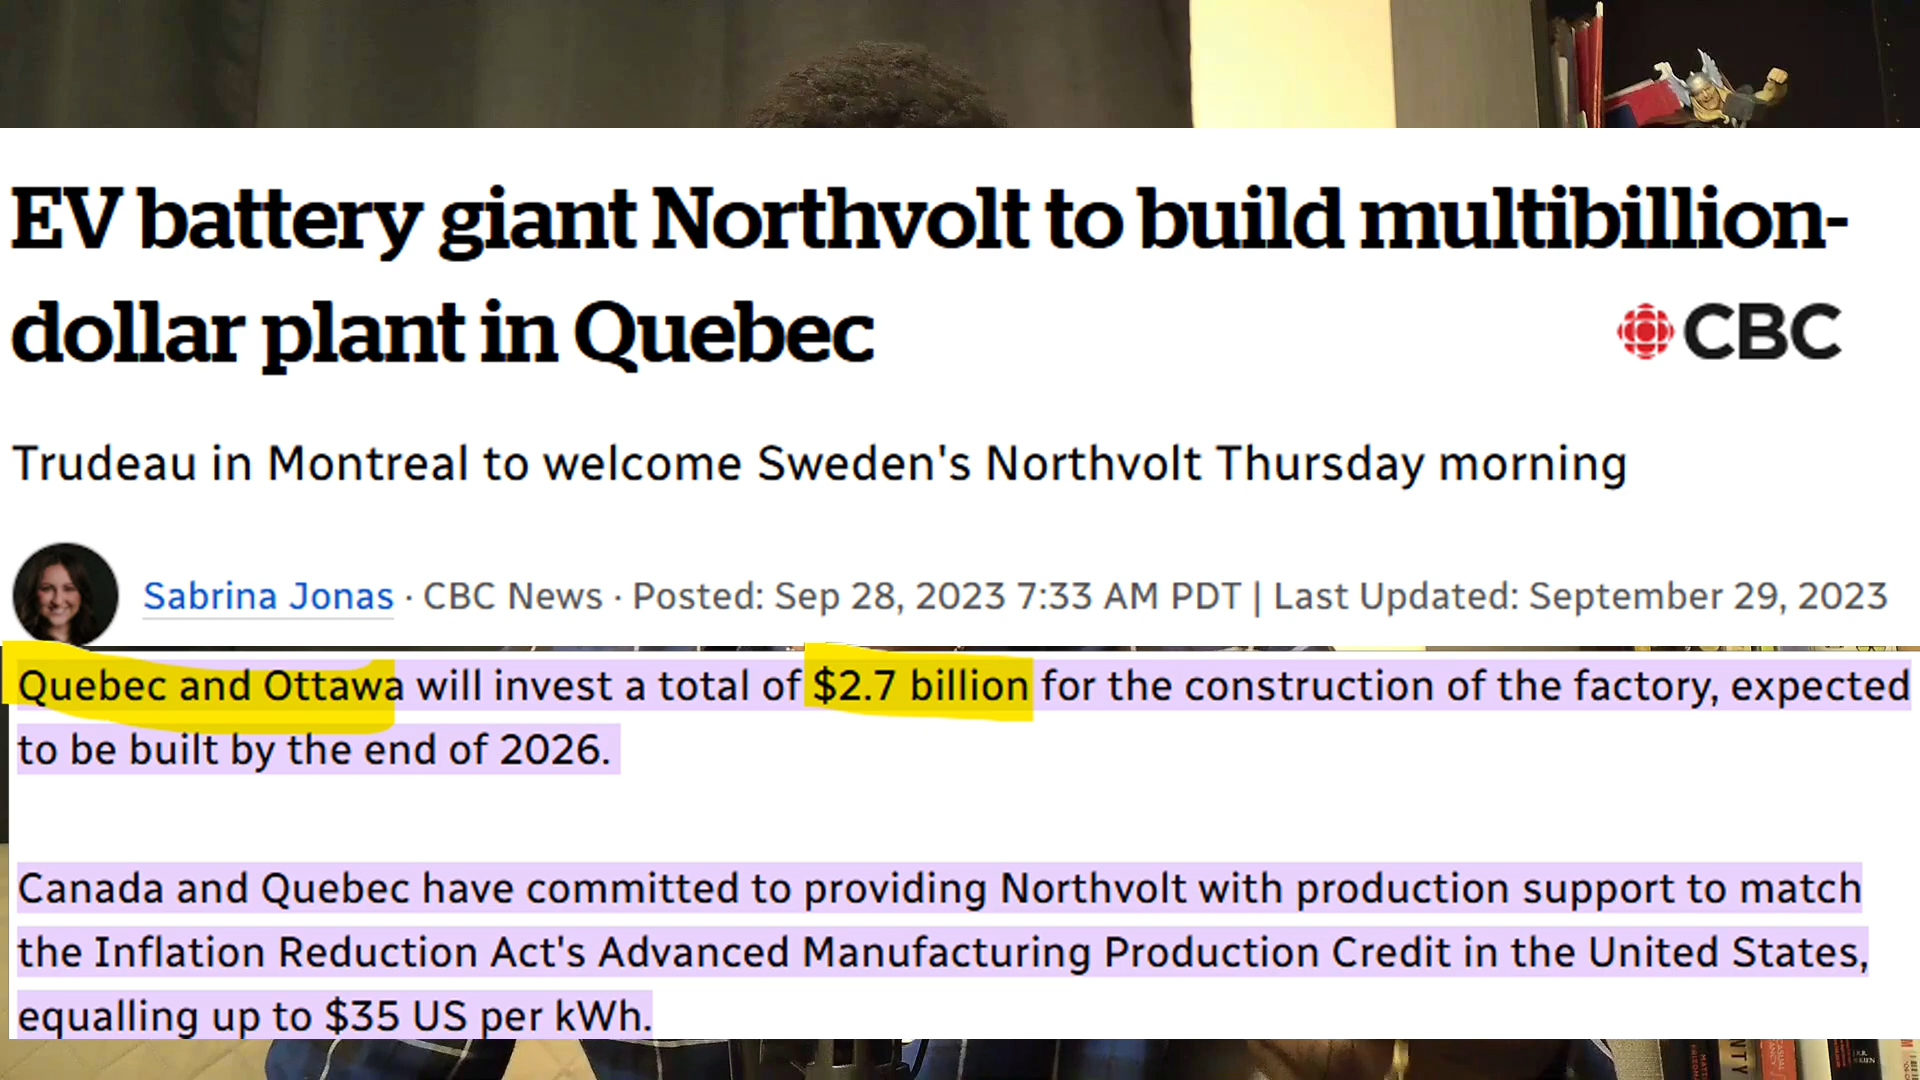 EV battery giant Northvolt to build multibillion-
dollar plant in Quebec
CBC
Trudeau in Montreal to welcome Sweden's Northvolt Thursday morning
Sabrina Jonas · CBC News · Posted: Sep 28, 2023 7:33 AM PDT | Last Updated: September 29, 2023
Quebec and Ottawa will invest a total of $2.7 billion for the construction of the factory, expected
to be built by the end of 2026.
Canada and Quebec have committed to providing Northvolt with production support to match
the Inflation Reduction Act's Advanced Manufacturing Production Credit in the United States,
equalling up to $35 US per kWh.